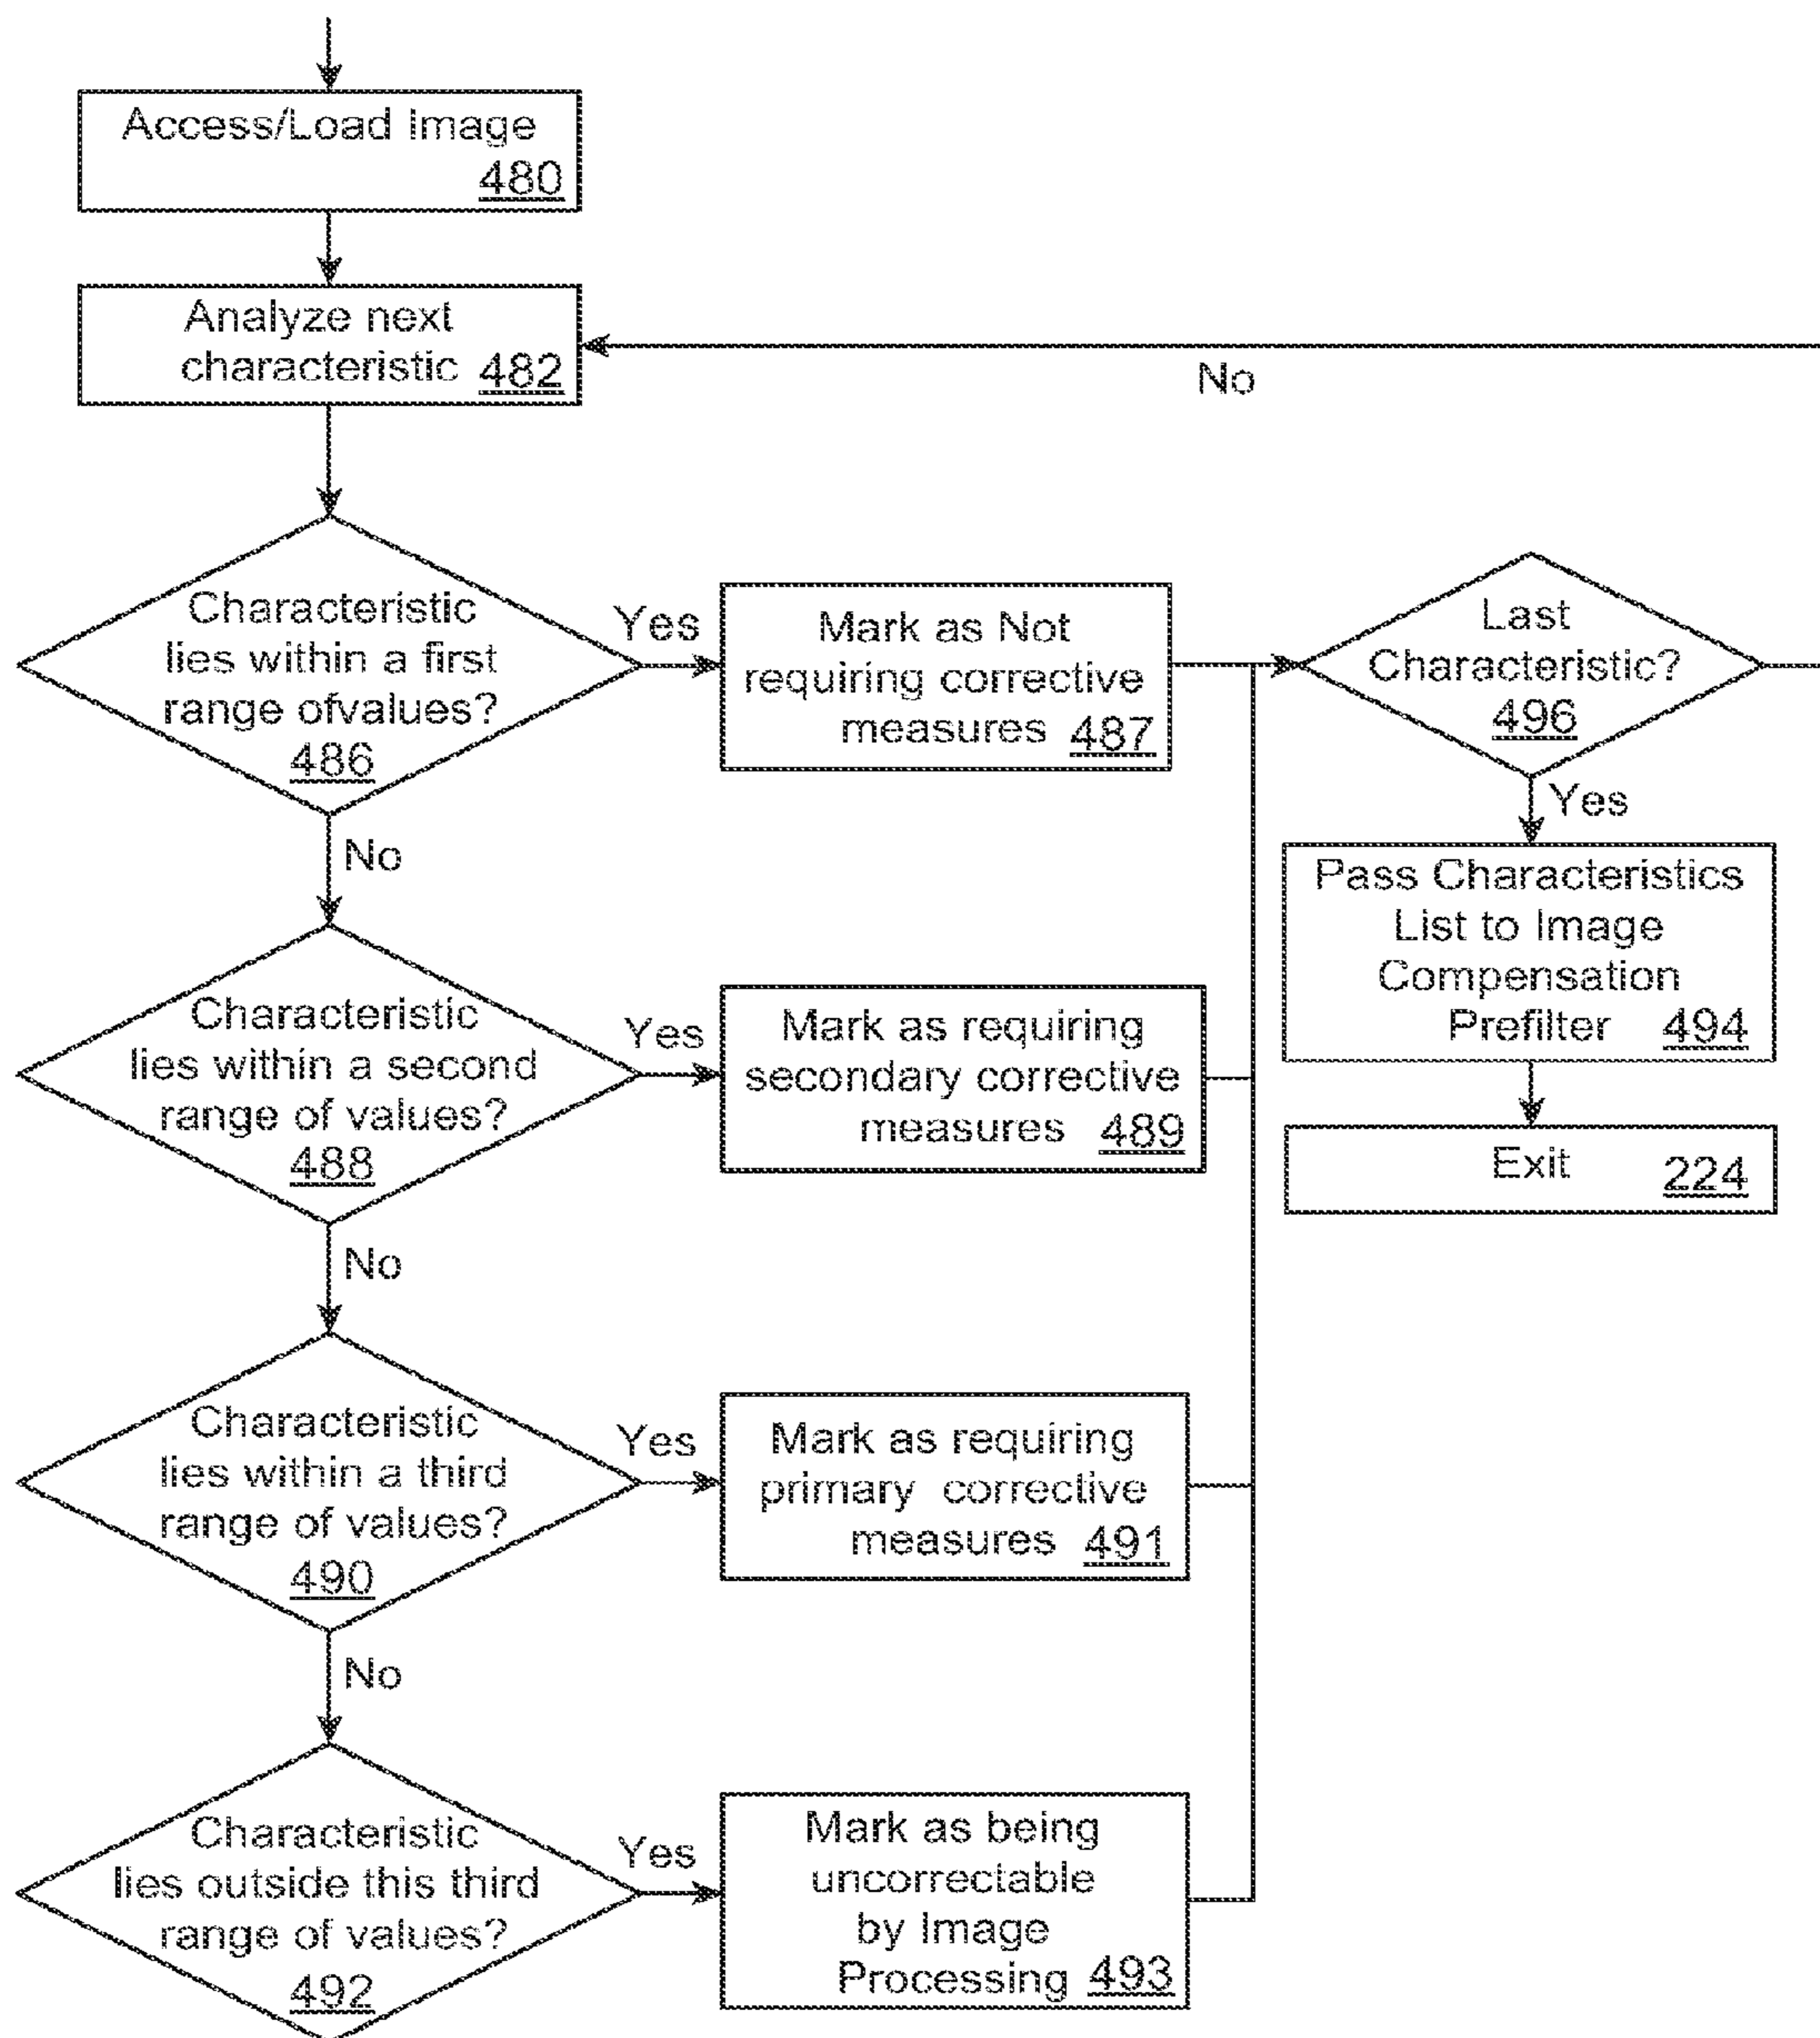 Access/Load Image
480
Analyze next
characteristic 482
No
Characteristic
lies within a first
range ofvalues?
486
Yes
Mark as Not
requiring corrective
measures 487
Last
Characteristic?
496
Yes
Pass Characteristics
List to Image
Compensation
Prefilter 494
Exit 224
No
Characteristic
lies within a second
range of values?
488
Yes
Mark as requiring
secondary corrective
measures 489
No
Characteristic
lies within a third
range of values?
490
Yes
Mark as requiring
primary corrective
measures 491
No
Characteristic
lies outside this third
range of values?
492
Yes
Mark as being
uncorrectable
by Image
Processing 493